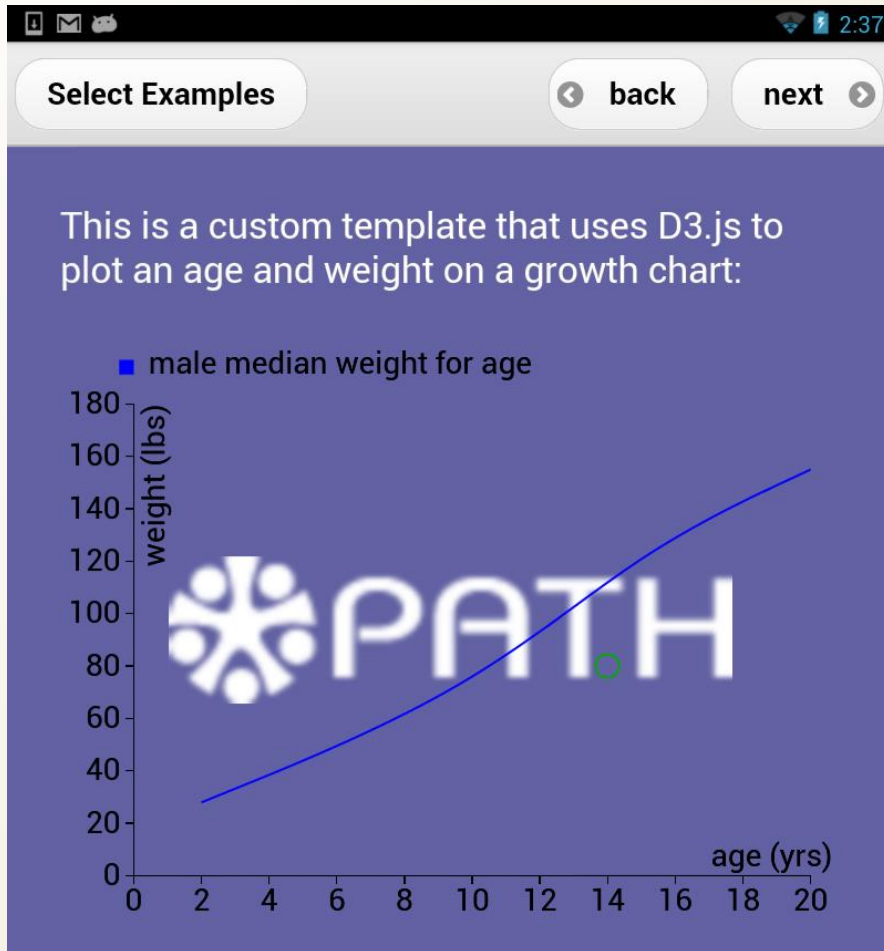 2:37
Select Examples
back
next
This is a custom template that uses D3.js to
plot an age and weight on a growth chart:
male median weight for age
weight (lbs)
180
160
140
120
100
80
60
40
20
0
PATH
age (yrs)
0 2 4 6 8 10 12 14 16 18 20